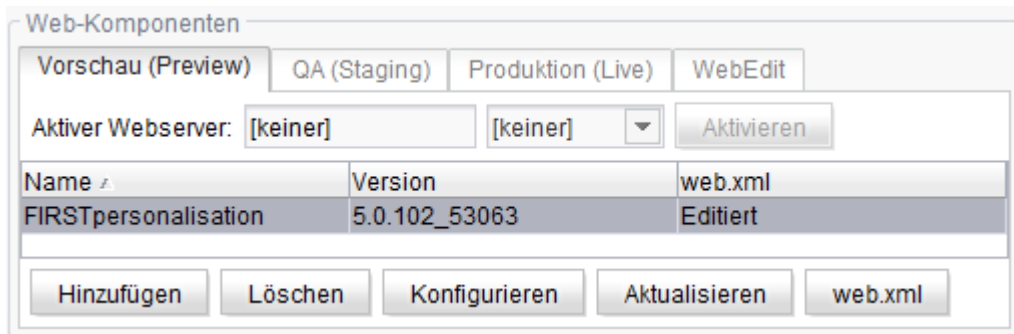 Web-Komponenten
Vorschau (Preview) QA (Staging) Produktion (Live) WebEdit
Aktiver Webserver: [keiner] [keiner] Aktivieren
Name Version web.xml
FIRSTpersonalisation 5.0.102_53063 Editiert
Hinzufügen Löschen Konfigurieren Aktualisieren web.xml